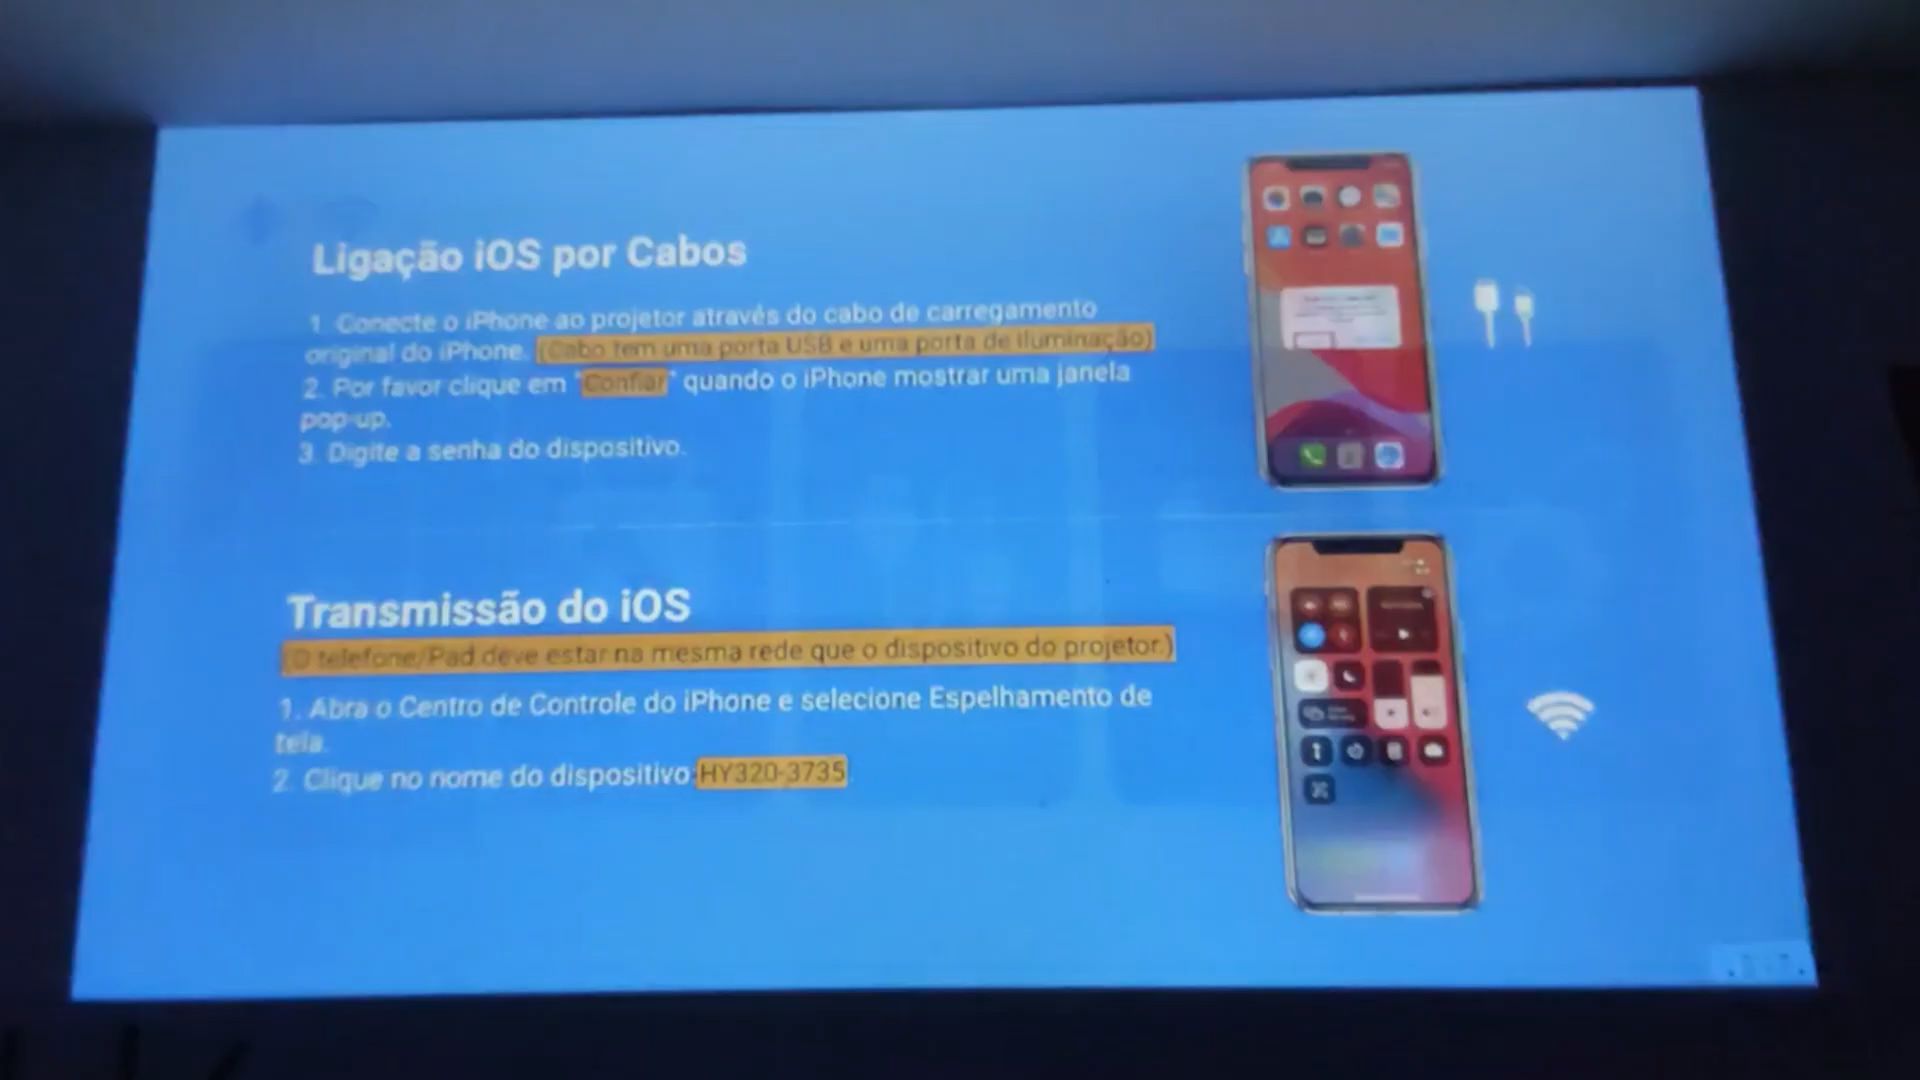 Ligação iOS por Cabos
1. Conecte o iPhone ao projetor através do cabo de carregamento
original do iPhone. (Cabo tem uma porta USB e uma porta de iluminação)
2. Por favor clique em "Confiar" quando o iPhone mostrar uma janela
pop-up.
3. Digite a senha do dispositivo.
Transmissão do iOS
(O telefone/Pad deve estar na mesma rede que o dispositivo do projetor.)
1. Abra o Centro de Controle do iPhone e selecione Espelhamento de
tela.
2. Clique no nome do dispositivo:HY320-3735